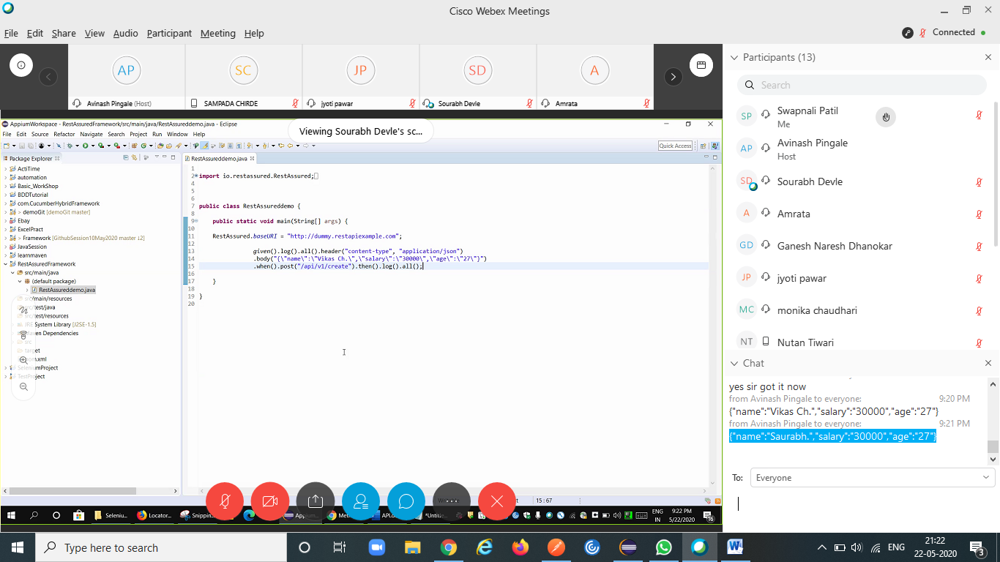 Cisco Webex Meetings
File Edit Share View Audio Participant Meeting Help
Connected
AP
SC
JP
SD
A
Avinash Pingale (Host)
SAMPADA CHIRDE
jyoti pawar
Sourabh Devle
Amrata
AppiumWorkspace - RestAssuredFramework/src/main/java/RestAssureddemo.java - Eclipse
Viewing Sourabh Devle's sc...
File Edit Source Refactor Navigate Search Project Run Window Help
Quick Access
Package Explorer
ActiTime
automation
Basic_WorkShop
BDDTutorial
com.CucumberHybridFramework
> demoGit [demoGit master]
Ebay
ExcelPract
> Framework [GithubSession10May2020 master ↓2]
JavaSession
learnmaven
RestAssuredFramework
src/main/java
(default package)
RestAssureddemo.java
src/main/resources
src/test/java
src/test/resources
JRE System Library [J2SE-1.5]
Maven Dependencies
src
target
pom.xml
SeleniumProject
TestProject
RestAssureddemo.java
1
2 import io.restassured.RestAssured;
4
5
6
7 public class RestAssureddemo {
8
9 public static void main(String[] args) {
10
11 RestAssured.baseURI = "http://dummy.restapiexample.com";
12
13 given().log().all().header("content-type", "application/json")
14 .body("{\"name\":\"Vikas Ch.\",\"salary\":\"30000\",\"age\":\"27\"}")
15 .when().post("/api/v1/create").then().log().all();
16
17 }
18
19 }
20
15 : 67
Seleniu...
Locator...
Snippin...
Appium...
APILo
*Untitle...
ENG
IN
9:22 PM
5/22/2020
16
Participants (13)
Search
SP Swapnali Patil
Me
AP Avinash Pingale
Host
SD Sourabh Devle
A Amrata
GD Ganesh Naresh Dhanokar
JP jyoti pawar
MC monika chaudhari
NT Nutan Tiwari
Chat
yes sir got it now
from Avinash Pingale to everyone: 9:20 PM
{"name":"Vikas Ch.","salary":"30000","age":"27"}
from Avinash Pingale to everyone: 9:21 PM
{"name":"Saurabh.","salary":"30000","age":"27"}
To: Everyone
Type here to search
ENG
21:22
22-05-2020
3